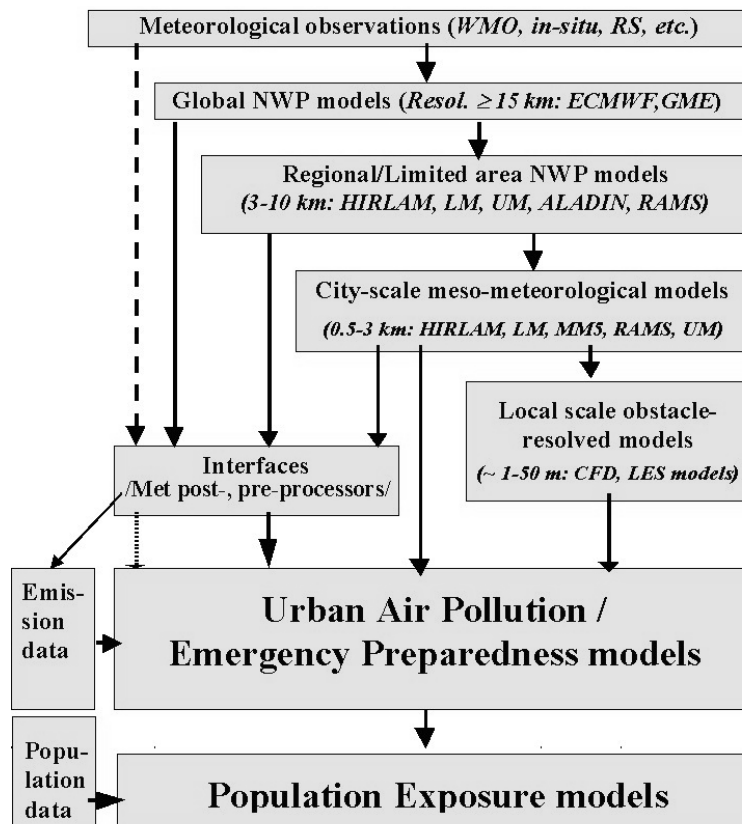 Meteorological observations (WMO, in-situ, RS, etc.)
Global NWP models (Resol. ≥15 km: ECMWF,GME)
Regional/Limited area NWP models
(3-10 km: HIRLAM, LM, UM, ALADIN, RAMS)
City-scale meso-meteorological models
(0.5-3 km: HIRLAM, LM, MM5, RAMS, UM)
Local scale obstacle-
resolved models
(~ 1-50 m: CFD, LES models)
Interfaces
/Met post-, pre-processors/
Emis-
sion
data
Urban Air Pollution /
Emergency Preparedness models
Popu-
lation
data
Population Exposure models